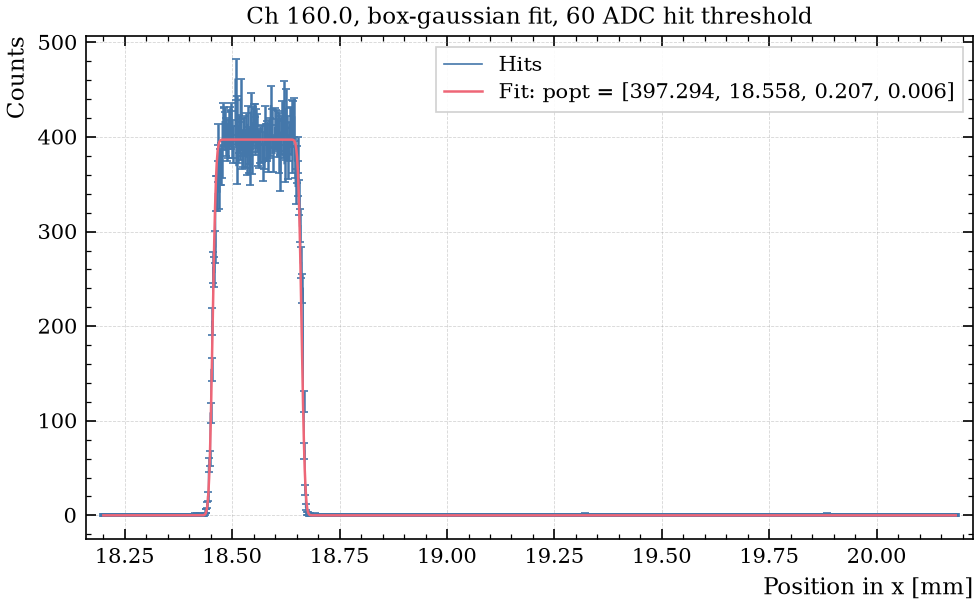 Ch 160.0, box-gaussian fit, 60 ADC hit threshold
Counts
500
400
300
200
100
0
Hits
Fit: popt = [397.294, 18.558, 0.207, 0.006]
18.25 18.50 18.75 19.00 19.25 19.50 19.75 20.00
Position in x [mm]